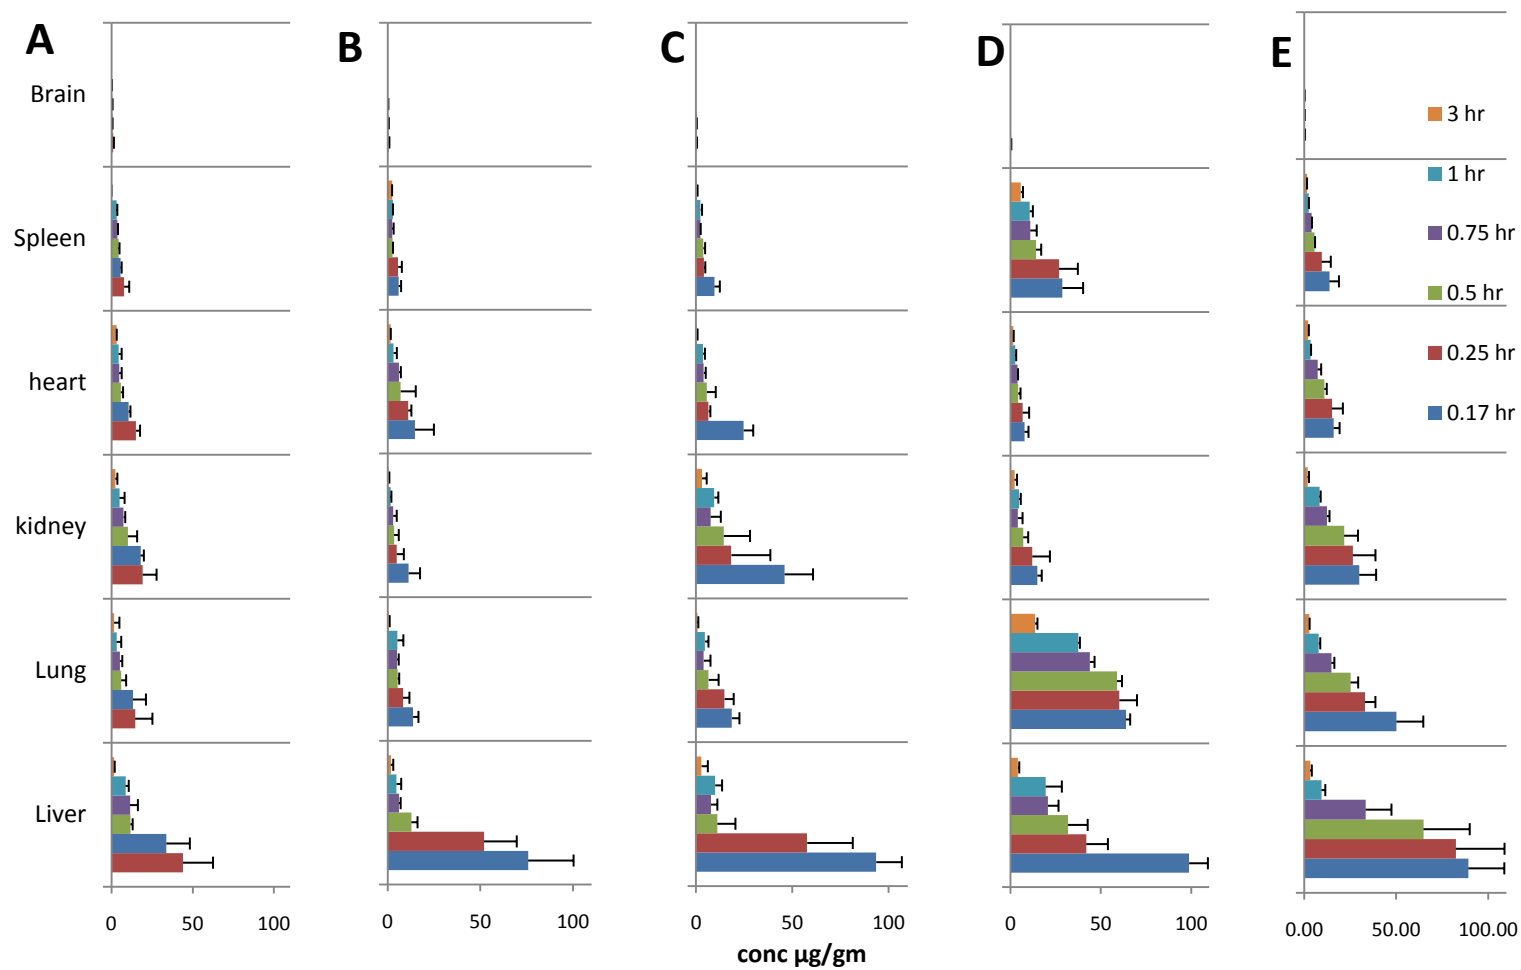 A
B
C
D
E
Brain
Spleen
heart
kidney
Lung
Liver
3 hr
1 hr
0.75 hr
0.5 hr
0.25 hr
0.17 hr
0 50 100
0 50 100
0 50 100
0 50 100
0.00 50.00 100.00
conc µg/gm